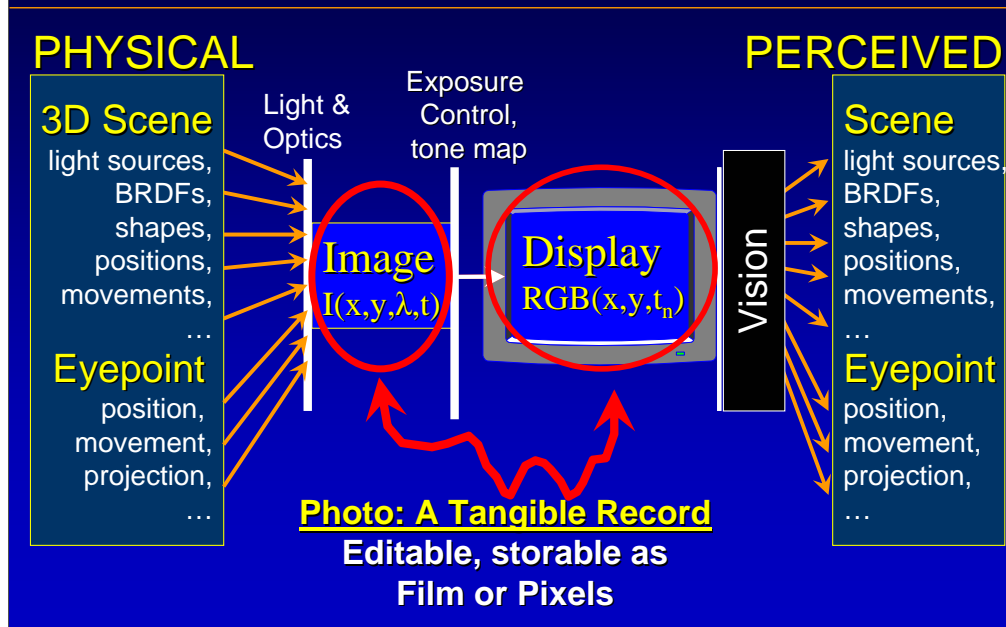 PHYSICAL
3D Scene
light sources,
BRDFs,
shapes,
positions,
movements,
…
Eyepoint
position,
movement,
projection,
…
Light &
Optics
Image
I(x,y,λ,t)
Exposure
Control,
tone map
Display
RGB(x,y,tn)
Vision
PERCEIVED
Scene
light sources,
BRDFs,
shapes,
positions,
movements,
…
Eyepoint
position,
movement,
projection,
…
Photo: A Tangible Record
Editable, storable as
Film or Pixels